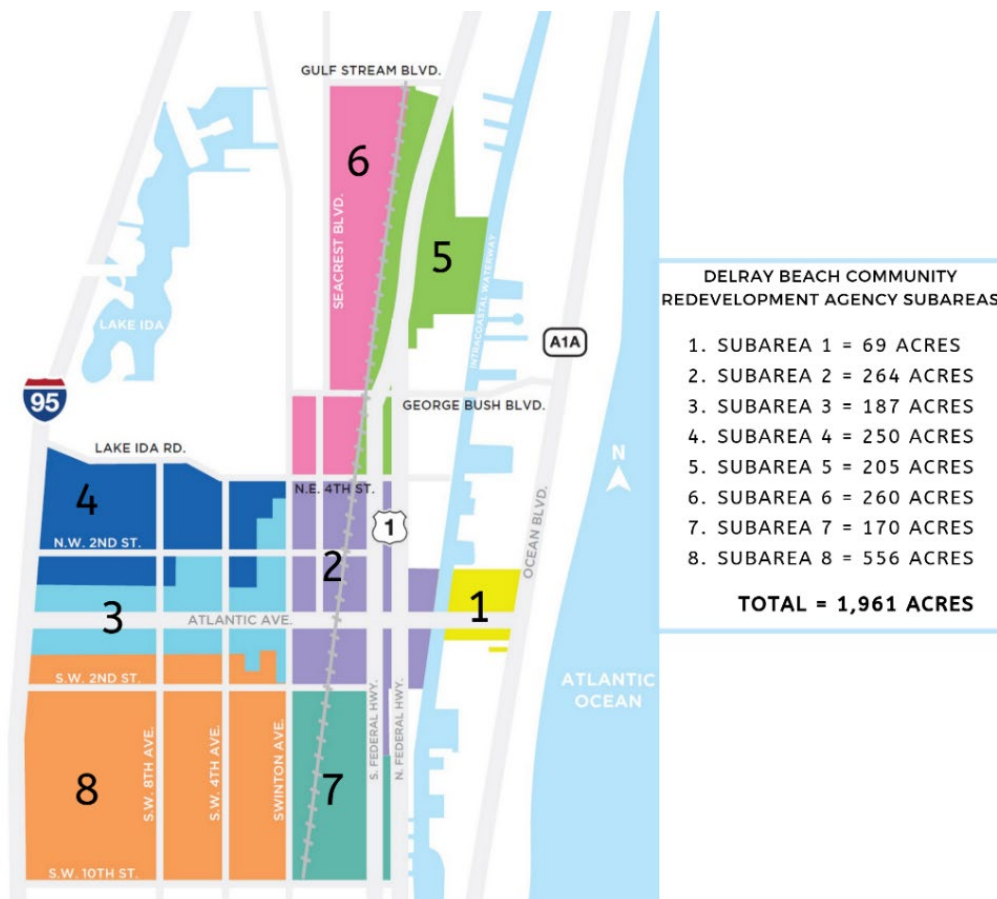 GULF STREAM BLVD.
6
SEACREST BLVD.
5
INTRACOASTAL WATERWAY
LAKE IDA
A1A
95
GEORGE BUSH BLVD.
LAKE IDA RD.
N
4
N.E. 4TH ST.
1
OCEAN BLVD.
N.W. 2ND ST.
2
3
ATLANTIC AVE.
1
S.W. 2ND ST.
ATLANTIC
OCEAN
8
S.W. 8TH AVE.
S.W. 4TH AVE.
SWINTON AVE.
7
S. FEDERAL HWY.
N. FEDERAL HWY.
S.W. 10TH ST.
DELRAY BEACH COMMUNITY
REDEVELOPMENT AGENCY SUBAREAS
1. SUBAREA 1 = 69 ACRES
2. SUBAREA 2 = 264 ACRES
3. SUBAREA 3 = 187 ACRES
4. SUBAREA 4 = 250 ACRES
5. SUBAREA 5 = 205 ACRES
6. SUBAREA 6 = 260 ACRES
7. SUBAREA 7 = 170 ACRES
8. SUBAREA 8 = 556 ACRES
TOTAL = 1,961 ACRES